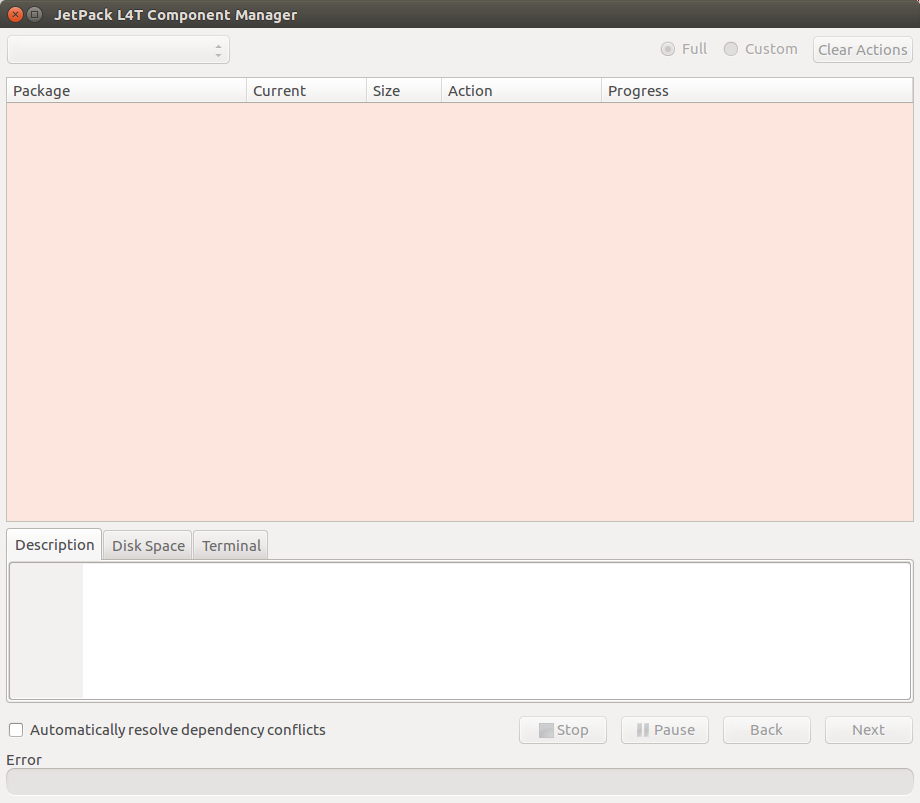 JetPack L4T Component Manager
Full Custom Clear Actions
Package Current Size Action Progress
Description Disk Space Terminal
Automatically resolve dependency conflicts Stop Pause Back Next
Error